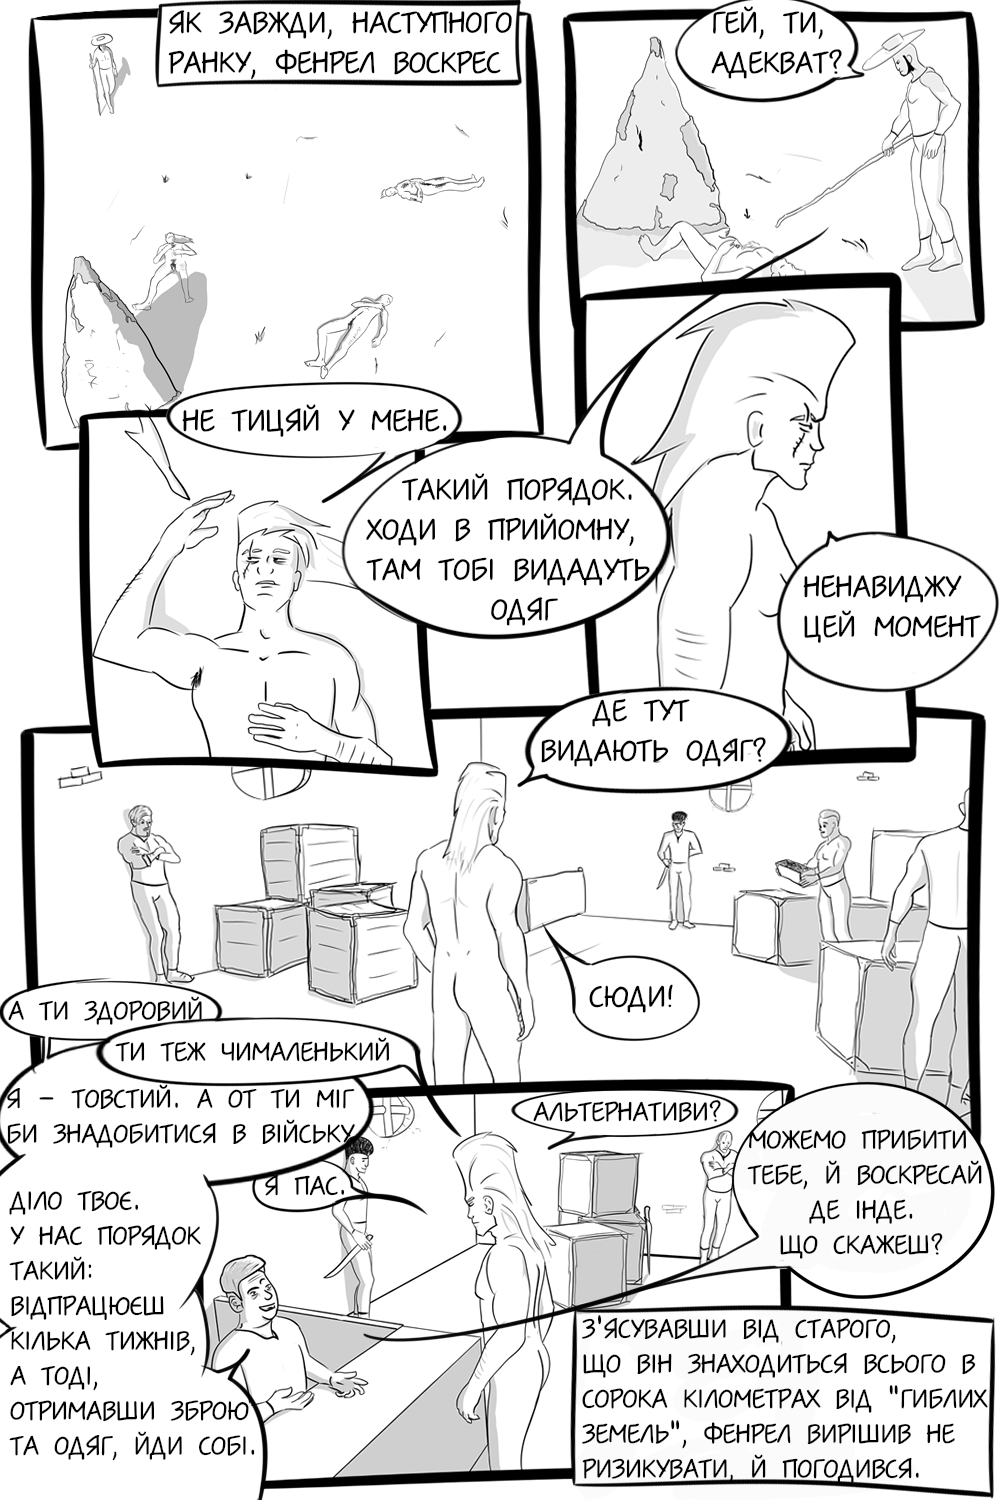 ЯК ЗАВЖДИ, НАСТУПНОГО
РАНКУ, ФЕНРЕЛ ВОСКРЕС
ГЕЙ, ТИ,
АДЕКВАТ?
НЕ ТИЦЯЙ У МЕНЕ.
ТАКИЙ ПОРЯДОК.
ХОДИ В ПРИЙОМНУ,
ТАМ ТОБІ ВИДАДУТЬ
ОДЯГ
НЕНАВИДЖУ
ЦЕЙ МОМЕНТ
ДЕ ТУТ
ВИДАЮТЬ ОДЯГ?
СЮДИ!
А ТИ ЗДОРОВИЙ
ТИ ТЕЖ ЧИМАЛЕНЬКИЙ
Я - ТОВСТИЙ. А ОТ ТИ МІГ
БИ ЗНАДОБИТИСЯ В ВІЙСЬКУ
Я ПАС.
ДІЛО ТВОЄ.
У НАС ПОРЯДОК
ТАКИЙ:
ВІДПРАЦЮЄШ
КІЛЬКА ТИЖНІВ,
А ТОДІ,
ОТРИМАВШИ ЗБРОЮ
ТА ОДЯГ, ЙДИ СОБІ.
АЛЬТЕРНАТИВИ?
МОЖЕМО ПРИБИТИ
ТЕБЕ, Й ВОСКРЕСАЙ
ДЕ ІНДЕ.
ЩО СКАЖЕШ?
З'ЯСУВАВШИ ВІД СТАРОГО,
ЩО ВІН ЗНАХОДИТЬСЯ ВСЬОГО В
СОРОКА КІЛОМЕТРАХ ВІД "ГИБЛИХ
ЗЕМЕЛЬ", ФЕНРЕЛ ВИРІШИВ НЕ
РИЗИКУВАТИ, Й ПОГОДИВСЯ.